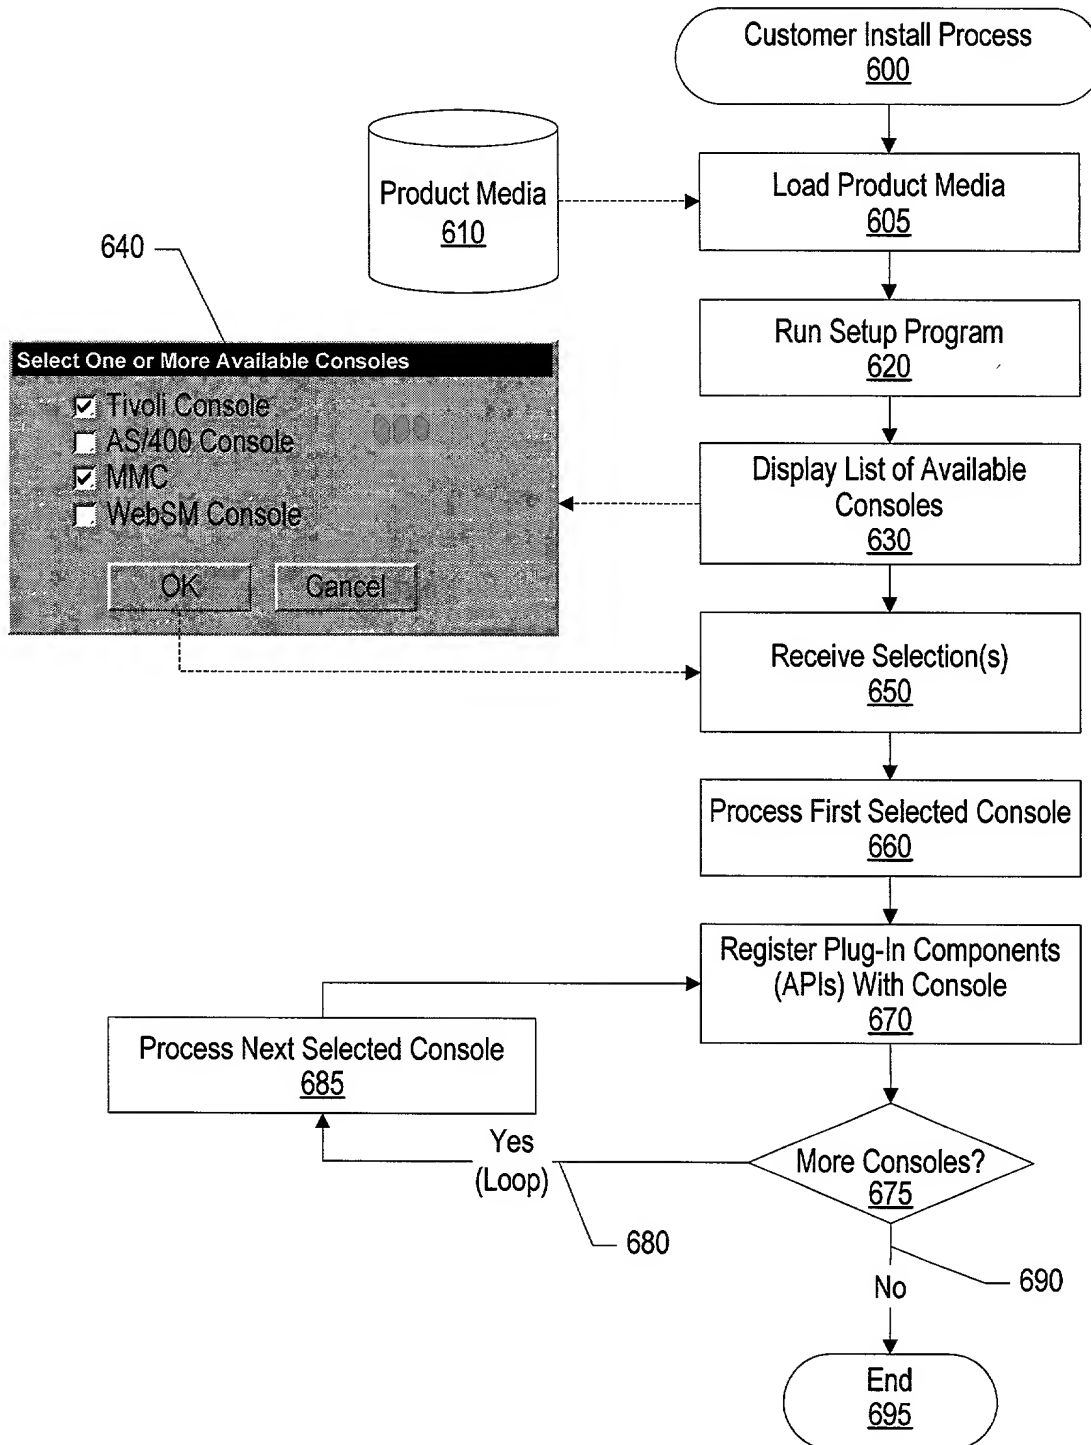 Customer Install Process
600
Product Media
610
Load Product Media
605
640
Run Setup Program
620
Select One or More Available Consoles
Tivoli Console
AS/400 Console
MMC
WebSM Console
OK
Cancel
Display List of Available
Consoles
630
Receive Selection(s)
650
Process First Selected Console
660
Register Plug-In Components
(APIs) With Console
670
Process Next Selected Console
685
Yes
(Loop)
More Consoles?
675
680
690
No
End
695